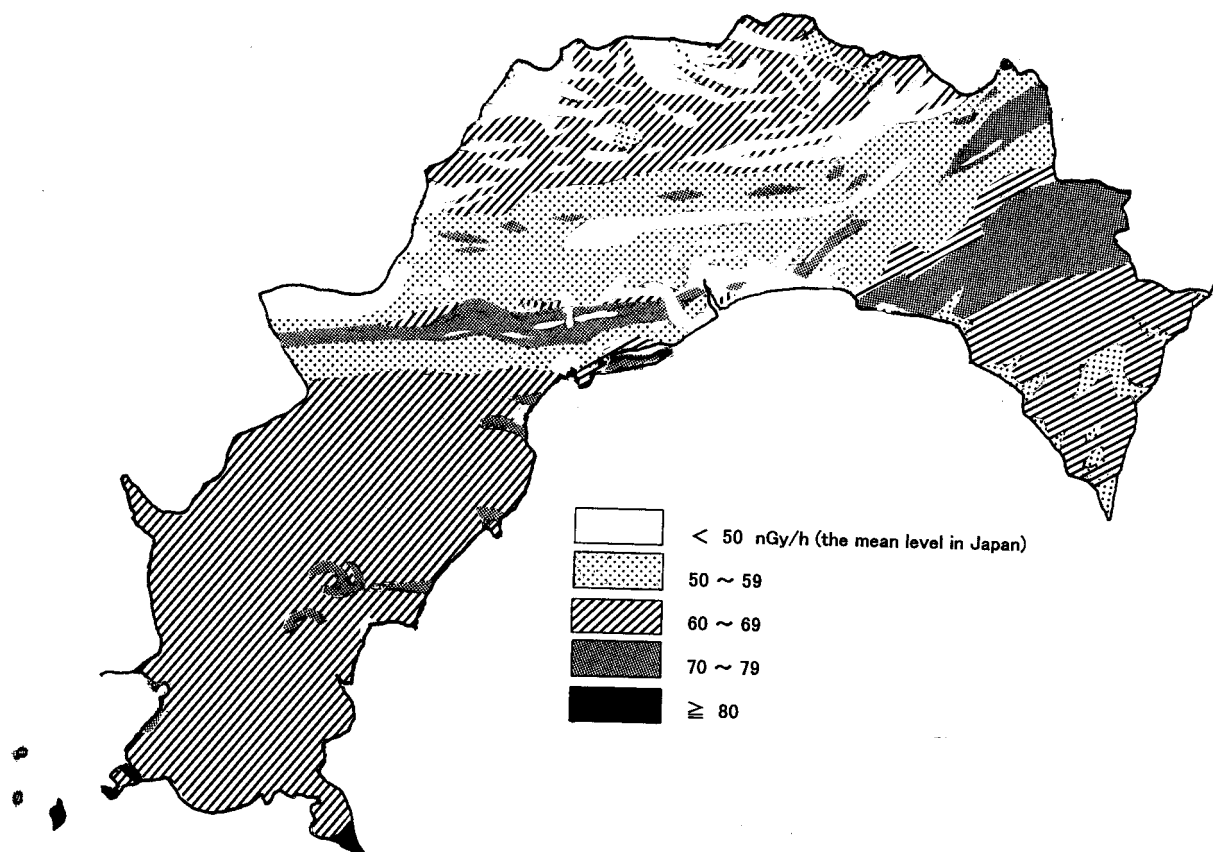 < 50 nGy/h (the mean level in Japan)
50 ~ 59
60 ~ 69
70 ~ 79
≧ 80